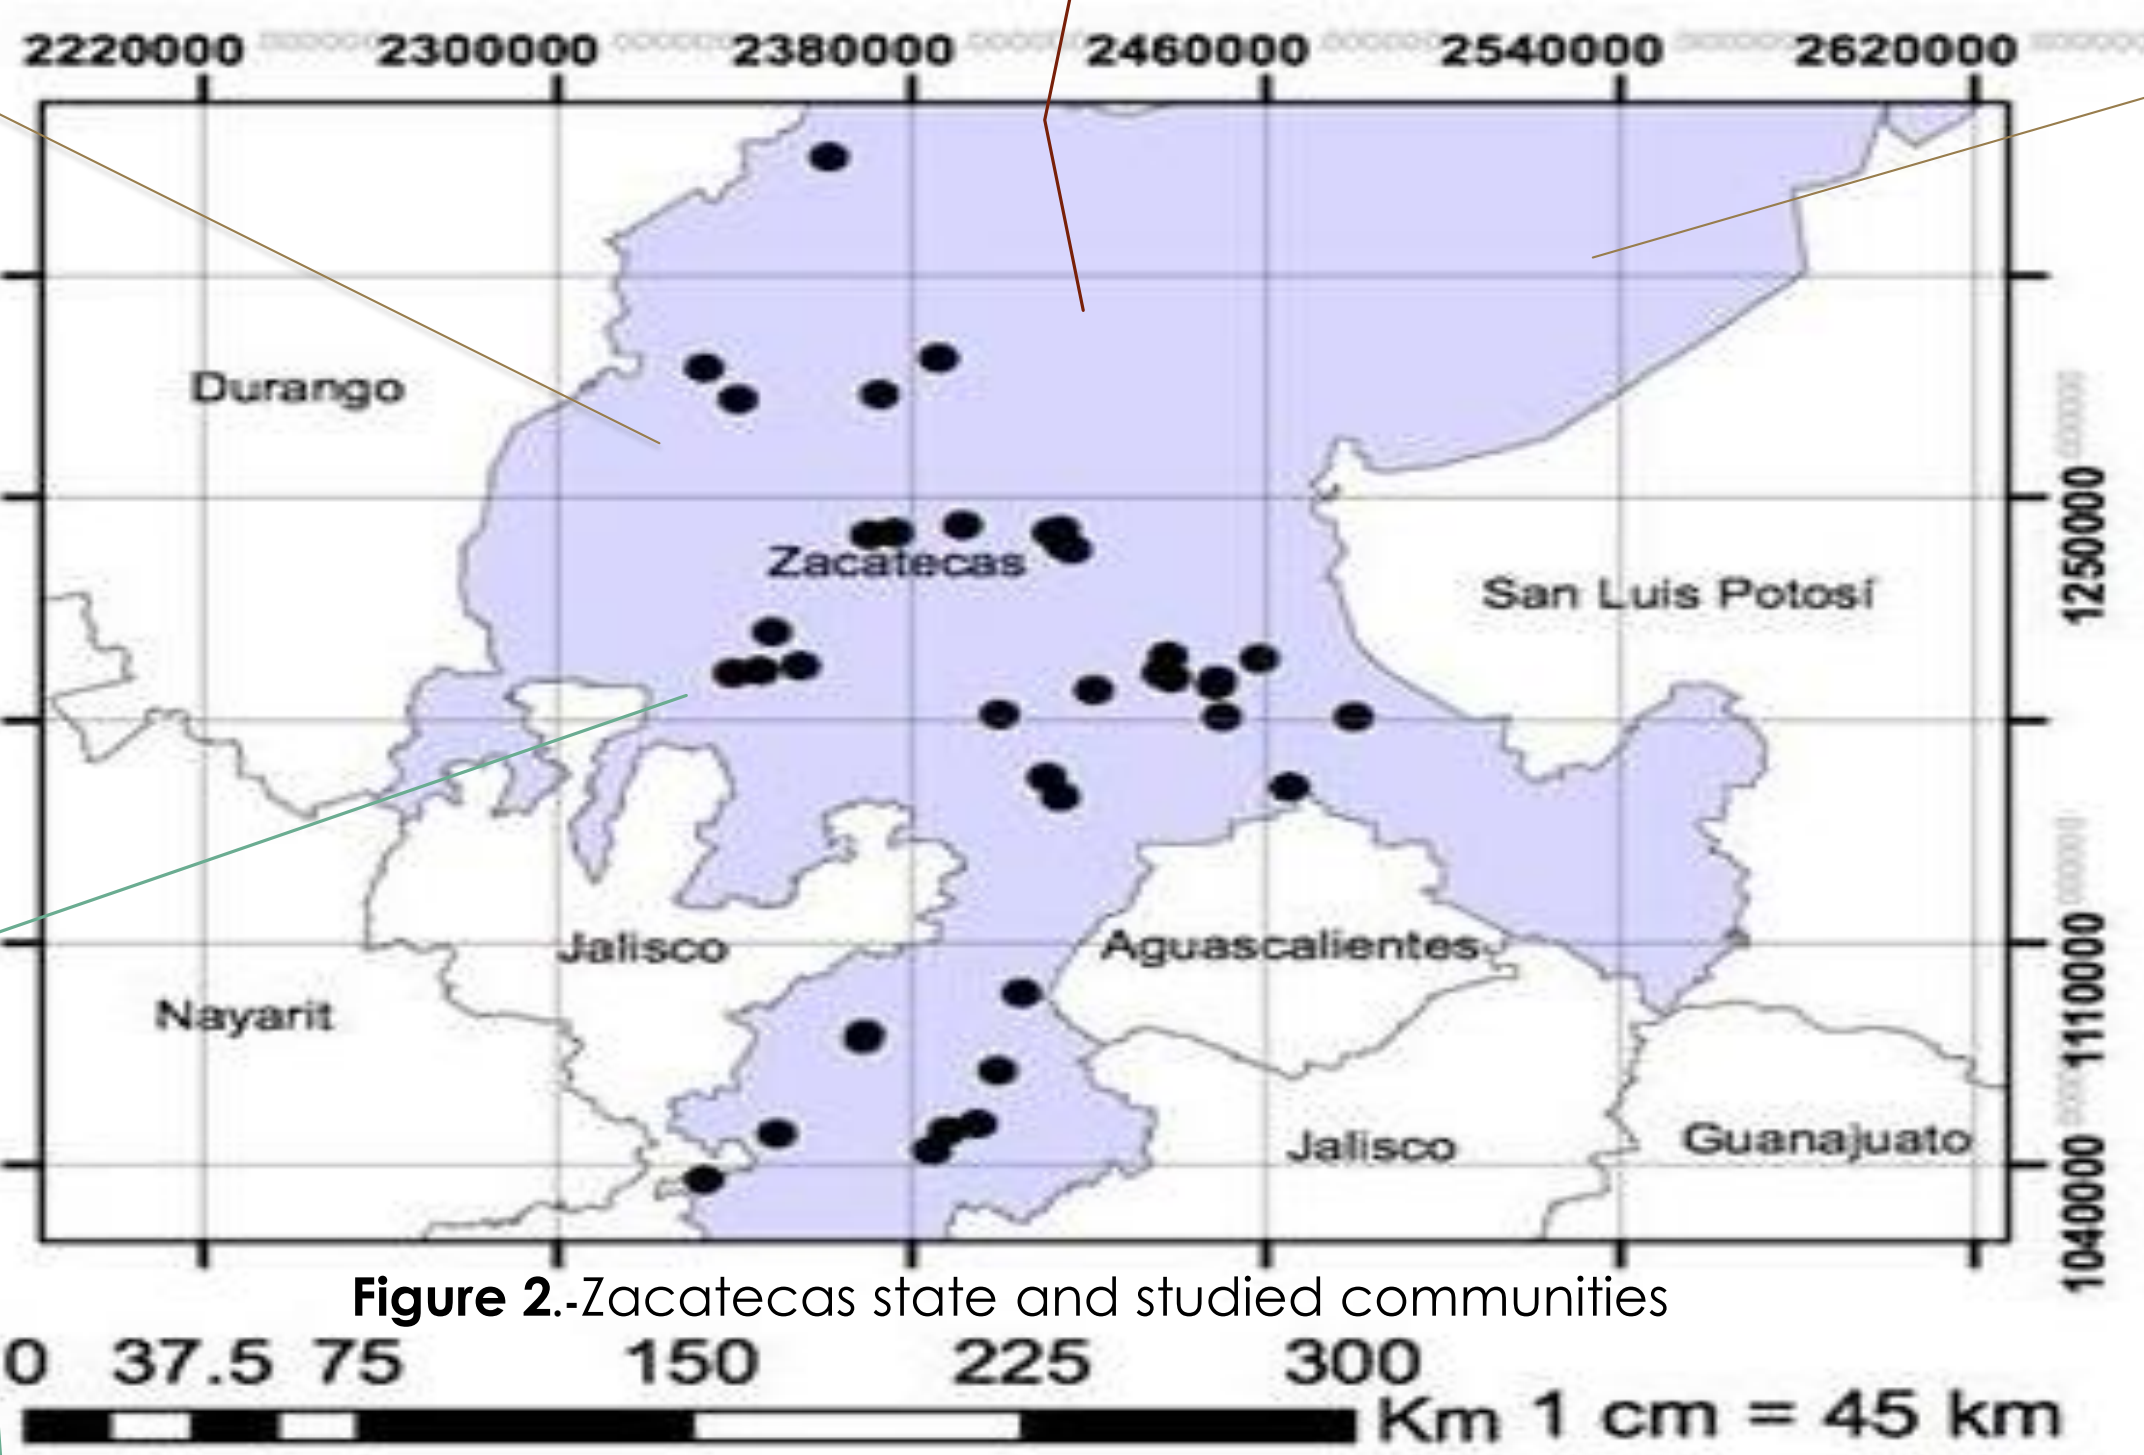 2220000 2300000 2380000 2460000 2540000 2620000
Durango
1250000
Zacatecas
San Luis Potosí
Jalisco
Aguascalientes
Nayarit
1110000
Jalisco
Guanajuato
1040000
Figure 2.-Zacatecas state and studied communities
0 37.5 75 150 225 300
Km 1 cm = 45 km